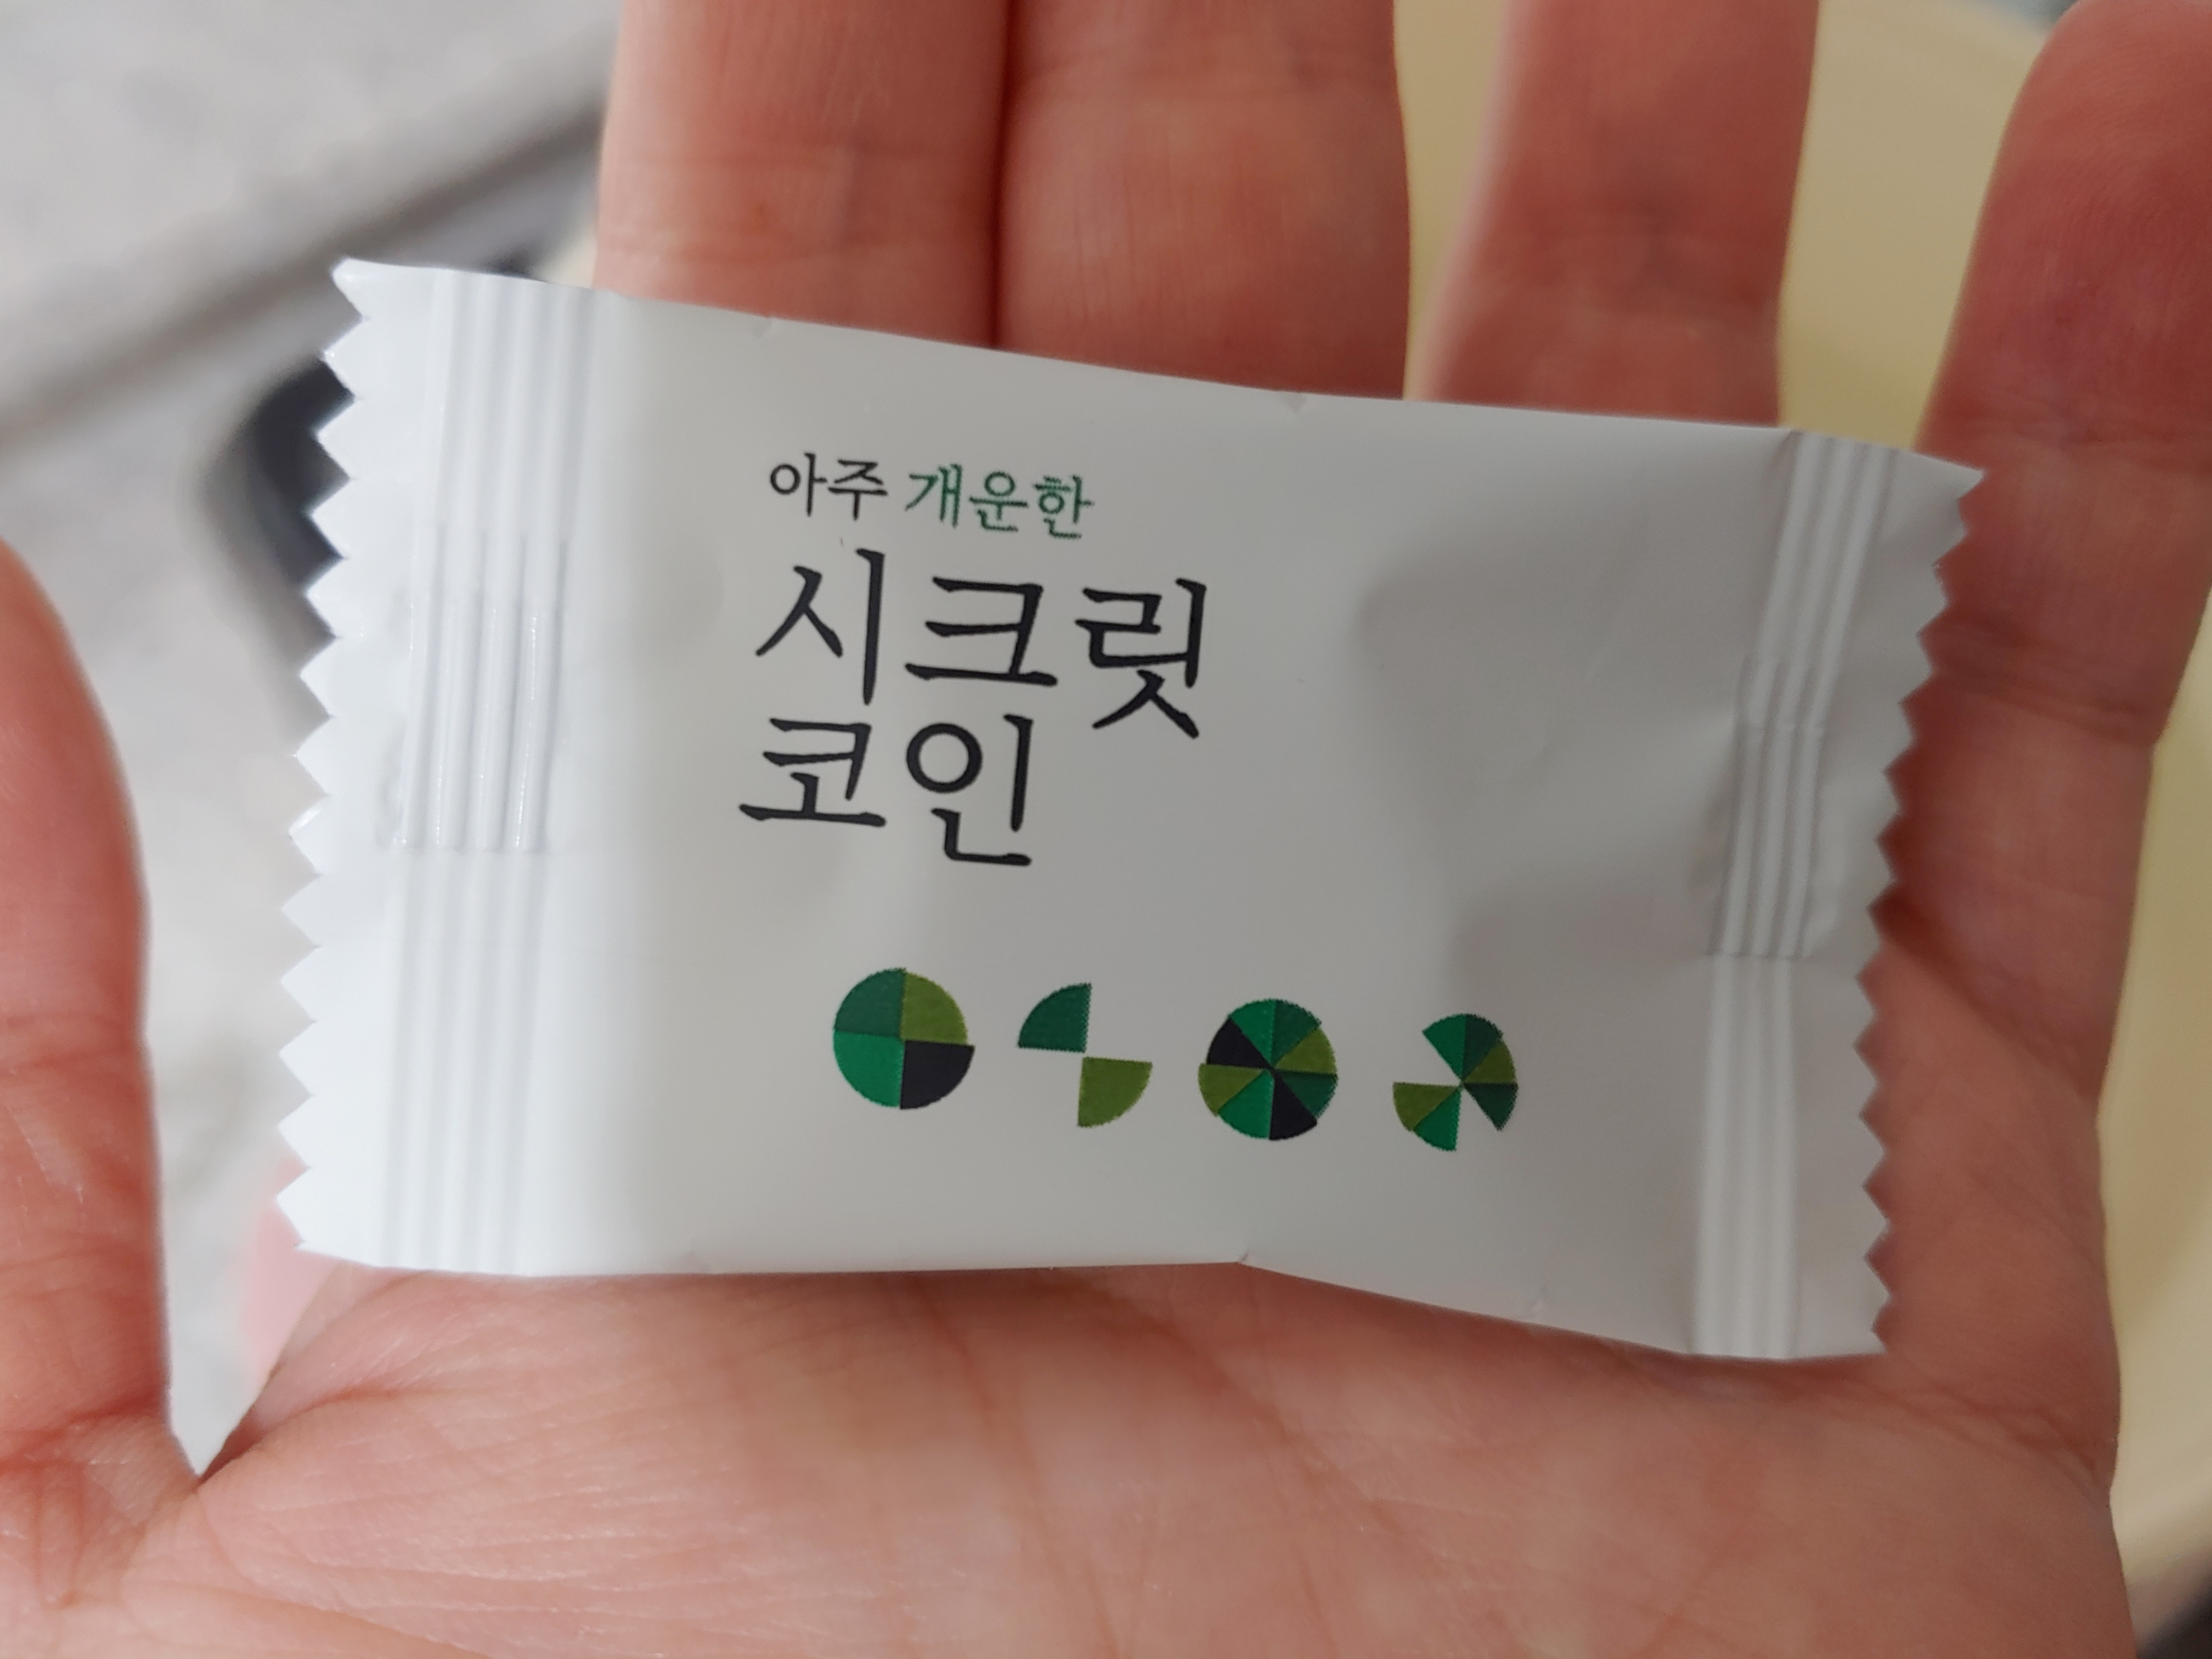 아주 개운한
시크릿
코인